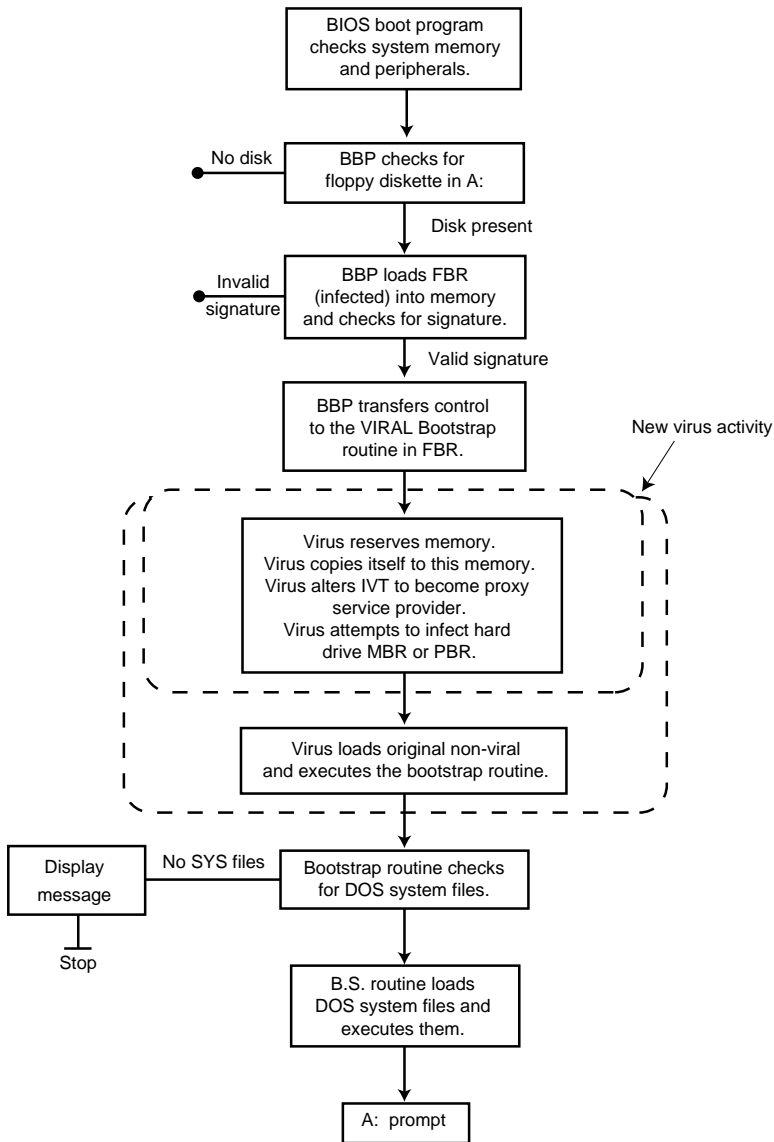 BIOS boot program
checks system memory
and peripherals.
No disk
BBP checks for
floppy diskette in A:
Disk present
Invalid
signature
BBP loads FBR
(infected) into memory
and checks for signature.
Valid signature
BBP transfers control
to the VIRAL Bootstrap
routine in FBR.
New virus activity
Virus reserves memory.
Virus copies itself to this memory.
Virus alters IVT to become proxy
service provider.
Virus attempts to infect hard
drive MBR or PBR.
Virus loads original non-viral
and executes the bootstrap routine.
Display
message
No SYS files
Bootstrap routine checks
for DOS system files.
Stop
B.S. routine loads
DOS system files and
executes them.
A: prompt